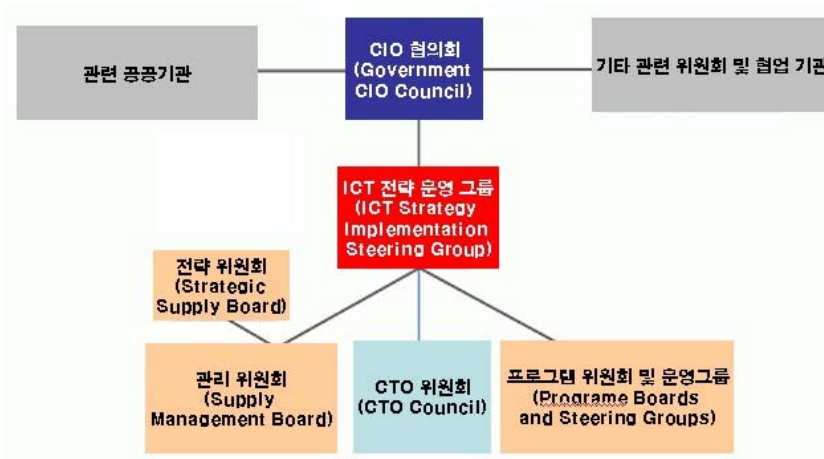 관련 공공기관
CIO 협의회
(Government
CIO Council)
기타 관련 위원회 및 협업 기관
ICT 전략 운영 그룹
(ICT Strategy
Implementation
Steering Group)
전략 위원회
(Strategic
Supply Board)
관리 위원회
(Supply
Management Board)
CTO 위원회
(CTO Council)
프로그램 위원회 및 운영그룹
(Programe Boards
and Steering Groups)